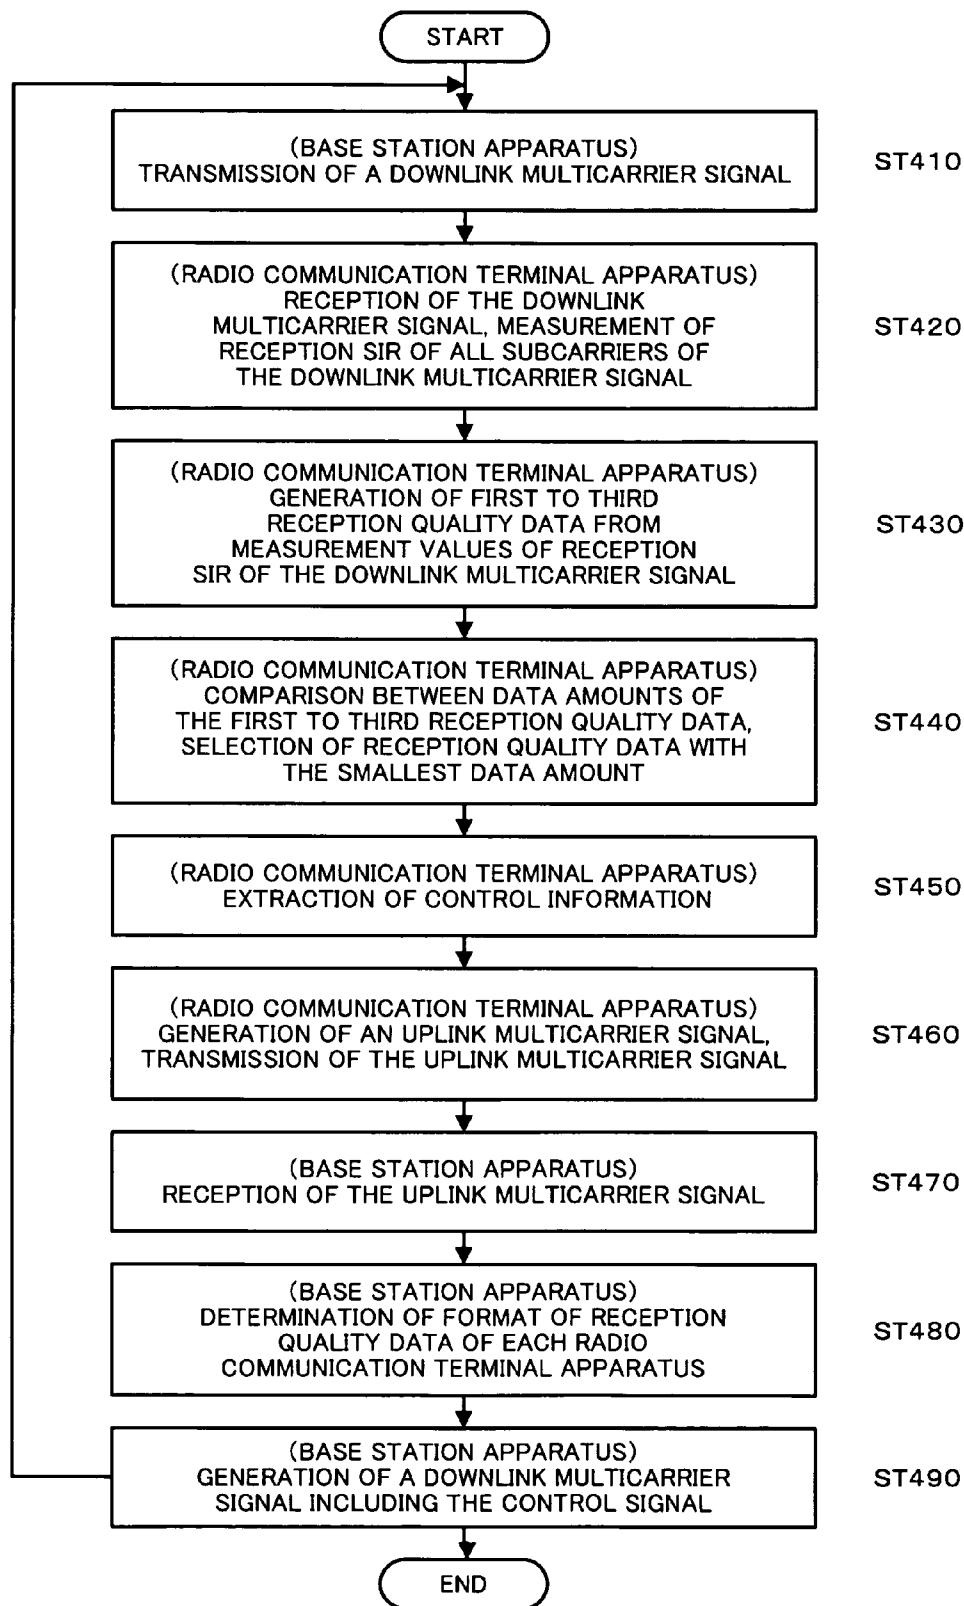 START
(BASE STATION APPARATUS)
TRANSMISSION OF A DOWNLINK MULTICARRIER SIGNAL
ST410
(RADIO COMMUNICATION TERMINAL APPARATUS)
RECEPTION OF THE DOWNLINK
MULTICARRIER SIGNAL, MEASUREMENT OF
RECEPTION SIR OF ALL SUBCARRIERS OF
THE DOWNLINK MULTICARRIER SIGNAL
ST420
(RADIO COMMUNICATION TERMINAL APPARATUS)
GENERATION OF FIRST TO THIRD
RECEPTION QUALITY DATA FROM
MEASUREMENT VALUES OF RECEPTION
SIR OF THE DOWNLINK MULTICARRIER SIGNAL
ST430
(RADIO COMMUNICATION TERMINAL APPARATUS)
COMPARISON BETWEEN DATA AMOUNTS OF
THE FIRST TO THIRD RECEPTION QUALITY DATA,
SELECTION OF RECEPTION QUALITY DATA WITH
THE SMALLEST DATA AMOUNT
ST440
(RADIO COMMUNICATION TERMINAL APPARATUS)
EXTRACTION OF CONTROL INFORMATION
ST450
(RADIO COMMUNICATION TERMINAL APPARATUS)
GENERATION OF AN UPLINK MULTICARRIER SIGNAL,
TRANSMISSION OF THE UPLINK MULTICARRIER SIGNAL
ST460
(BASE STATION APPARATUS)
RECEPTION OF THE UPLINK MULTICARRIER SIGNAL
ST470
(BASE STATION APPARATUS)
DETERMINATION OF FORMAT OF RECEPTION
QUALITY DATA OF EACH RADIO
COMMUNICATION TERMINAL APPARATUS
ST480
(BASE STATION APPARATUS)
GENERATION OF A DOWNLINK MULTICARRIER
SIGNAL INCLUDING THE CONTROL SIGNAL
ST490
END